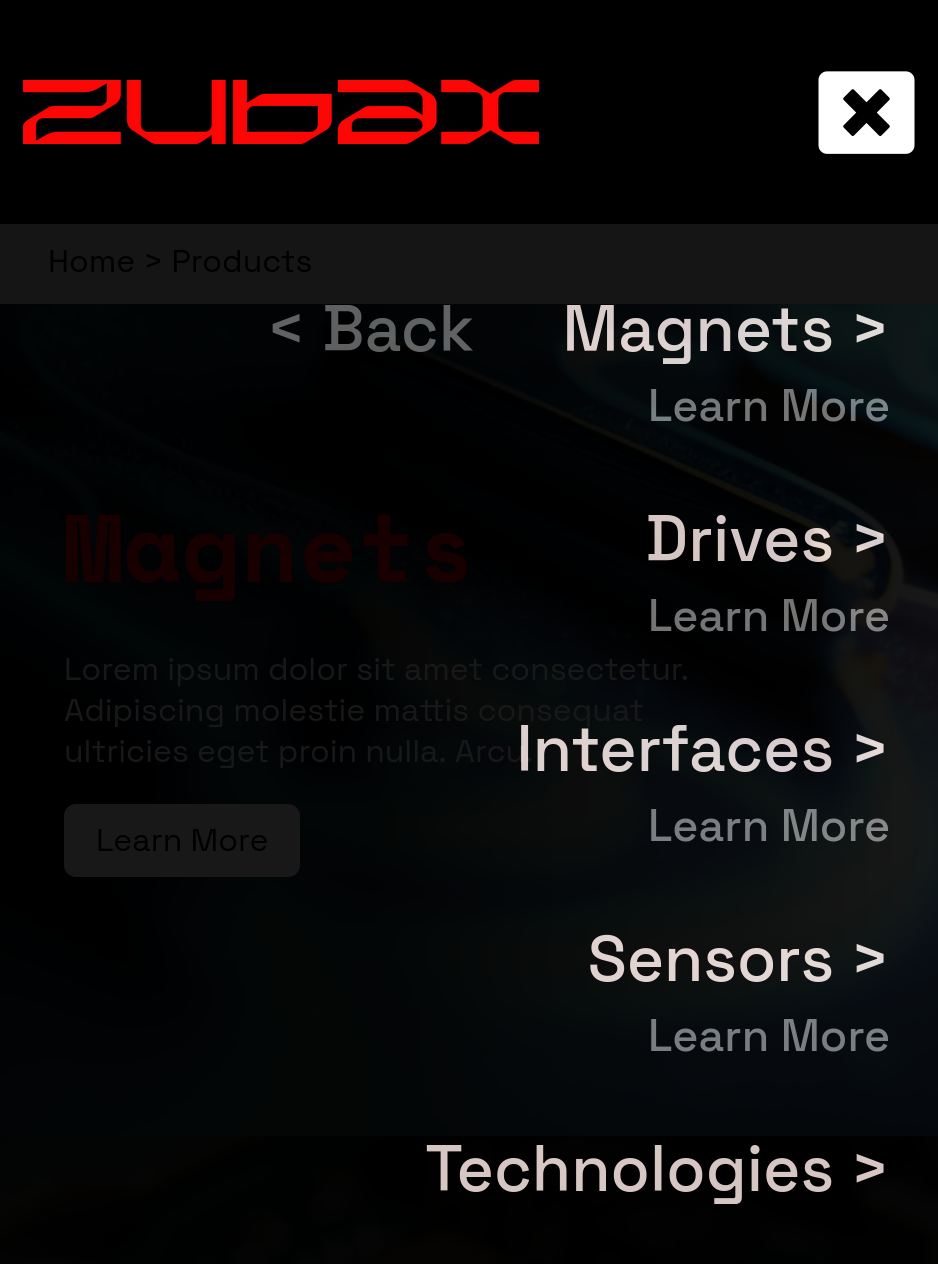 zubax
Home > Products
< Back
Magnets >
Learn More
Magnets
Drives >
Learn More
Lorem ipsum dolor sit amet consectetur.
Adipiscing molestie mattis consequat
ultricies eget proin nulla. Arcu
Interfaces >
Learn More
Learn More
Sensors >
Learn More
Technologies >